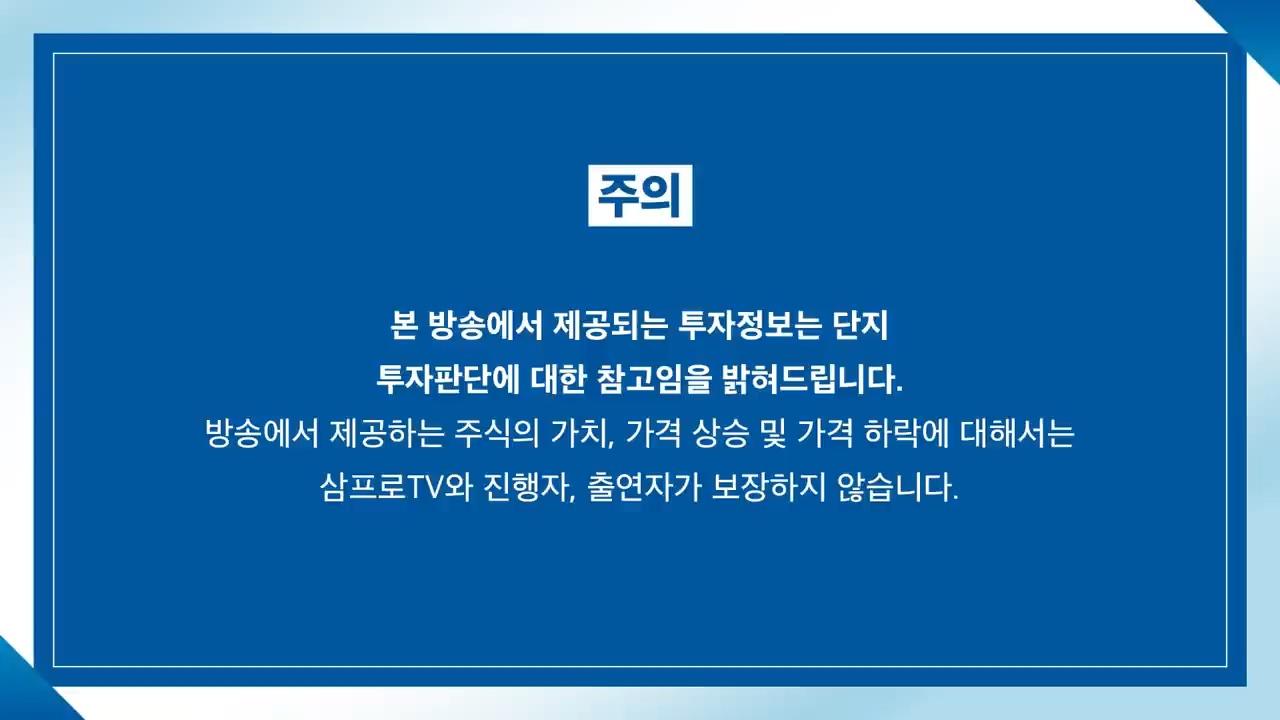 주의
본 방송에서 제공되는 투자정보는 단지
투자판단에 대한 참고임을 밝혀드립니다.
방송에서 제공하는 주식의 가치, 가격 상승 및 가격 하락에 대해서는
삼프로TV와 진행자, 출연자가 보장하지 않습니다.